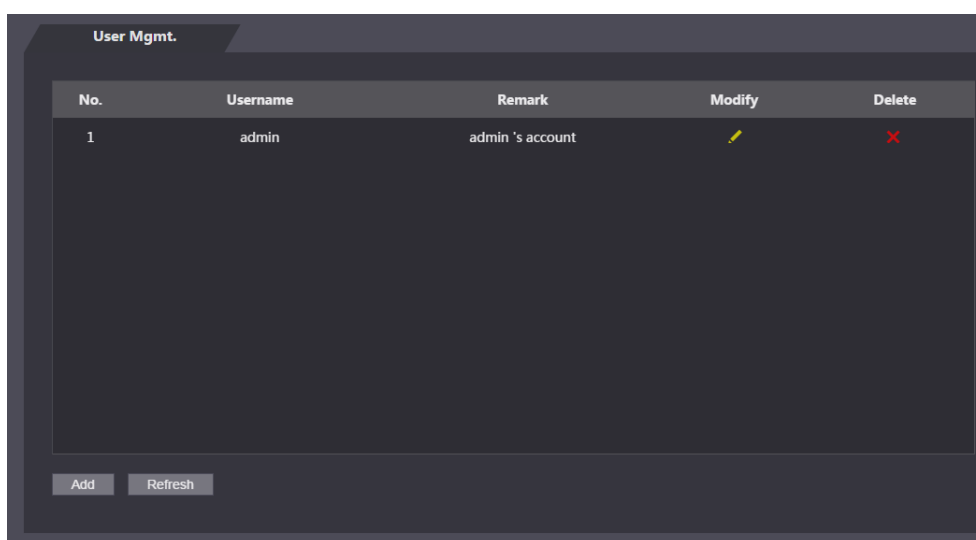 User Mgmt.
No. Username Remark Modify Delete
1 admin admin 's account
Add Refresh